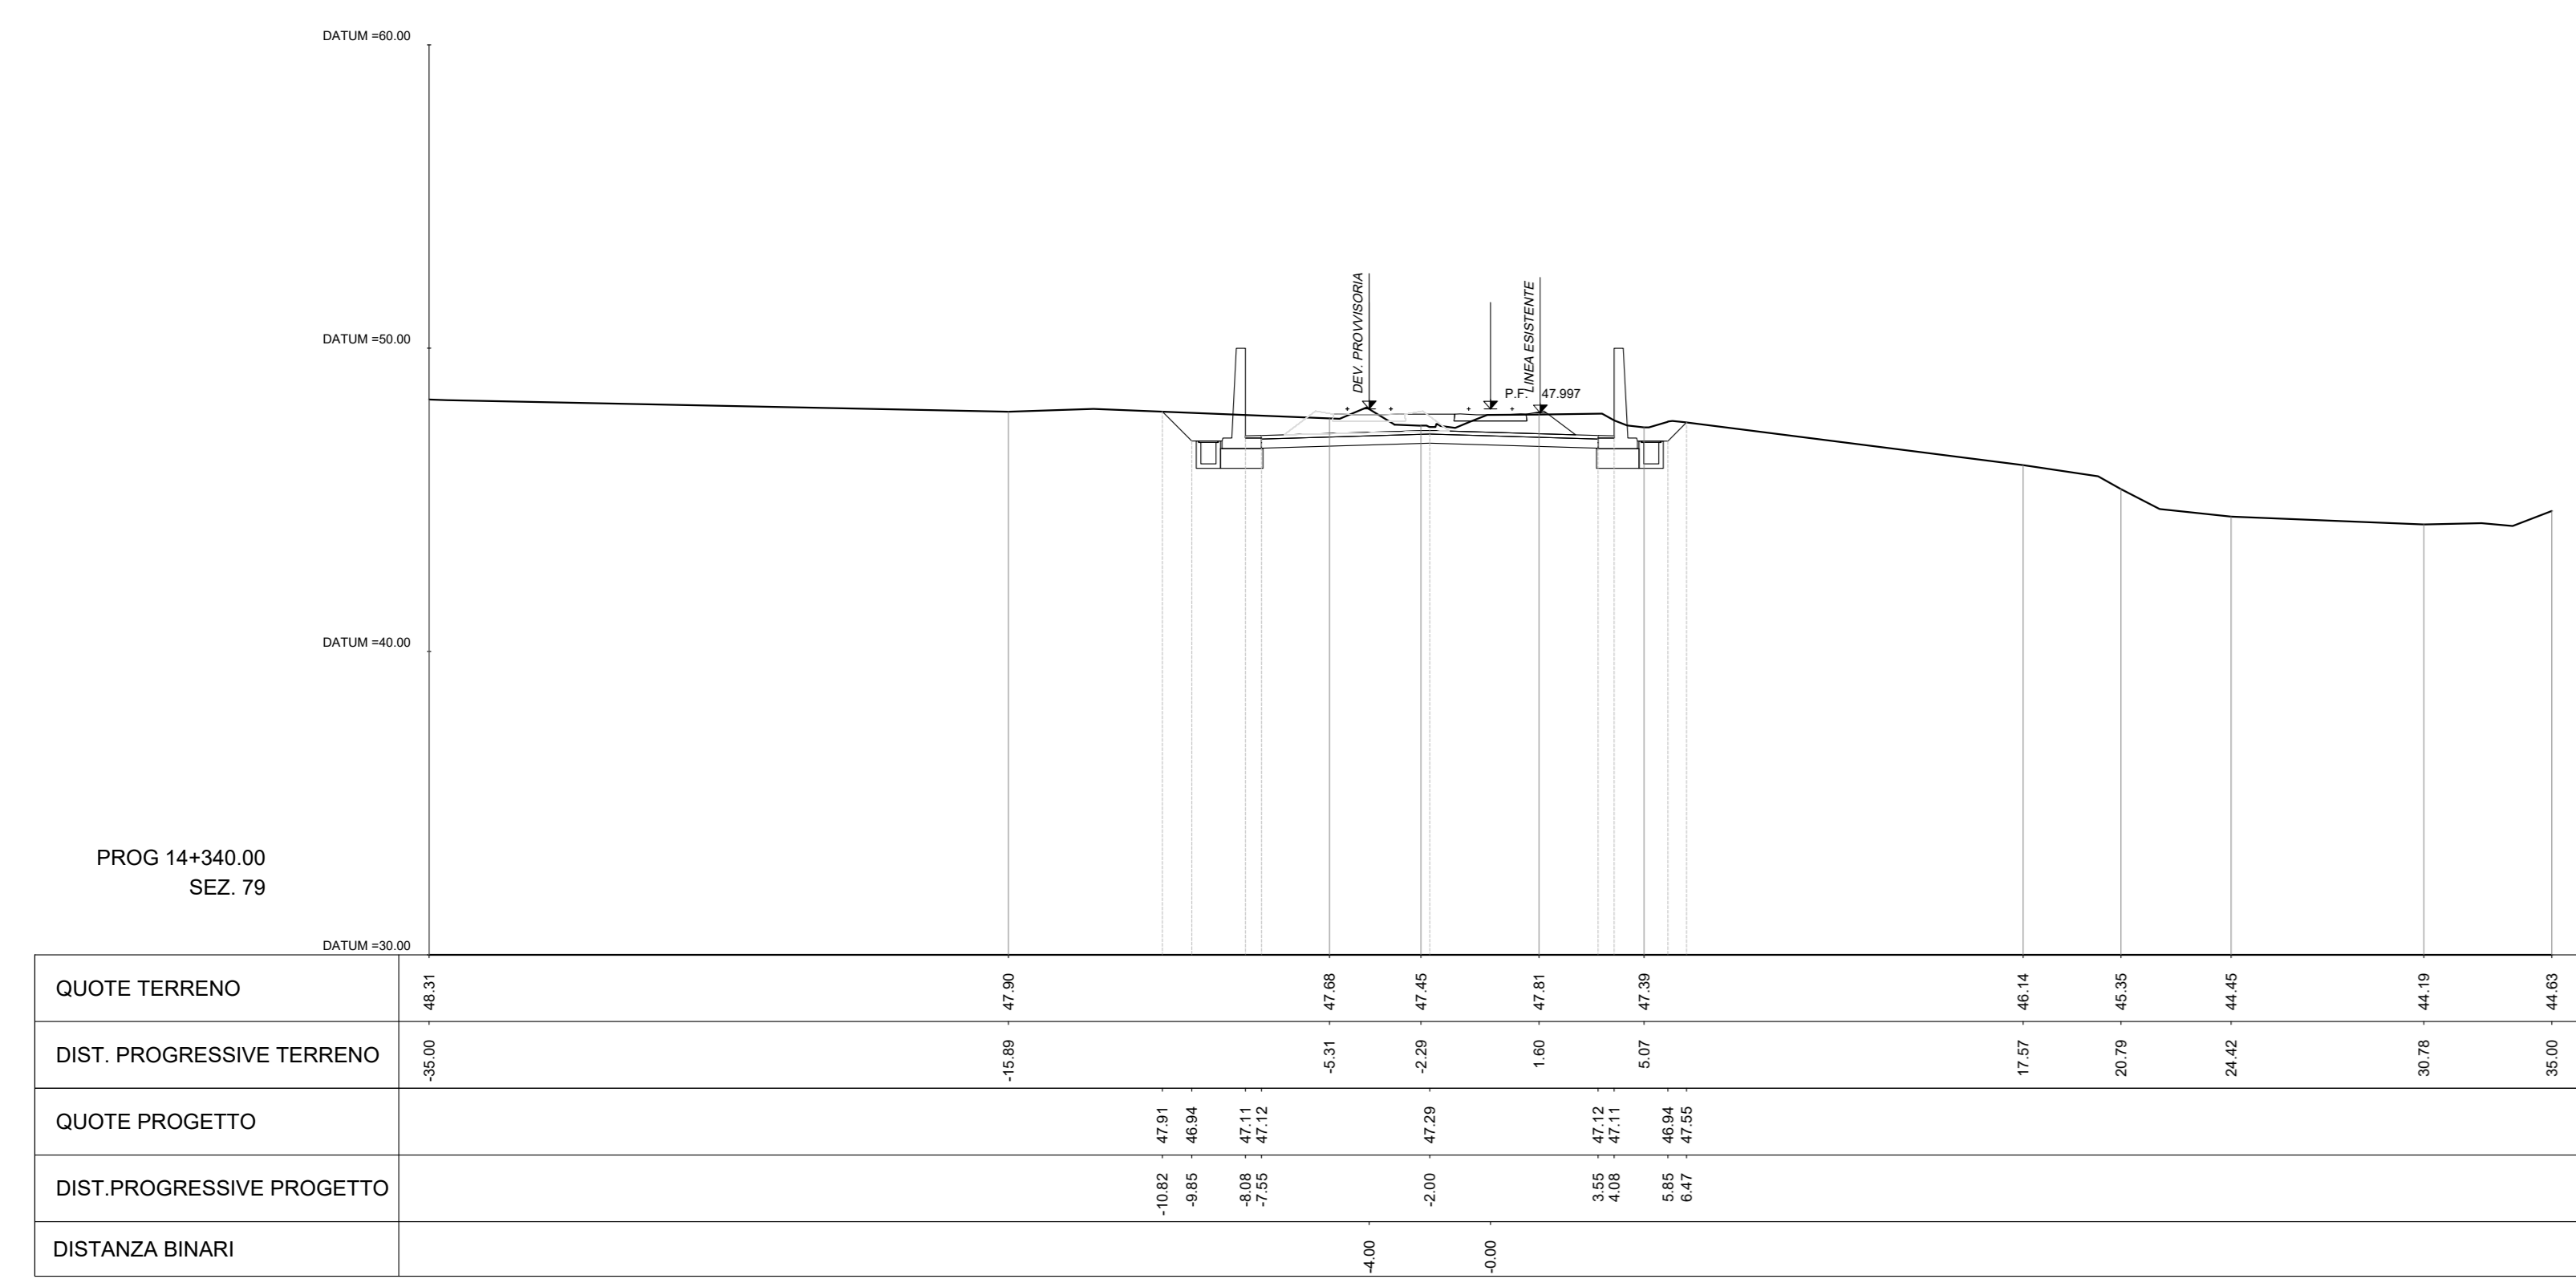 DATUM =60.00
DATUM =50.00
DEV. PROVVISORIA
LINEA ESISTENTE
P.F. 47.997
DATUM =40.00
PROG 14+340.00
SEZ. 79
DATUM =30.00
QUOTE TERRENO 48.31 47.90 47.68 47.45 47.81 47.39 46.14 45.35 44.45 44.19 44.63
DIST. PROGRESSIVE TERRENO -35.00 -15.89 -5.31 -2.29 1.60 5.07 17.57 20.79 24.42 30.78 35.00
QUOTE PROGETTO 47.91 46.94 47.11 47.12 47.29 47.12 47.11 46.94 47.55
DIST.PROGRESSIVE PROGETTO -10.82 -9.85 -8.08 -7.55 -2.00 3.55 4.08 5.85 6.47
DISTANZA BINARI -4.00 -0.00